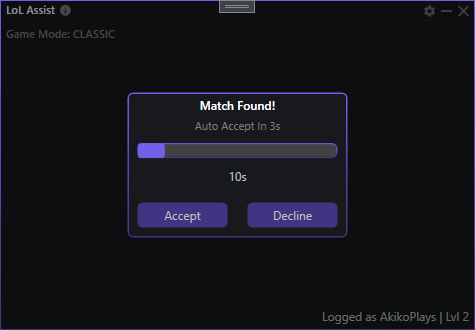 LoL Assist
Game Mode: CLASSIC
Match Found!
Auto Accept In 3s
10s
Accept Decline
Logged as AkikoPlays | Lvl 2